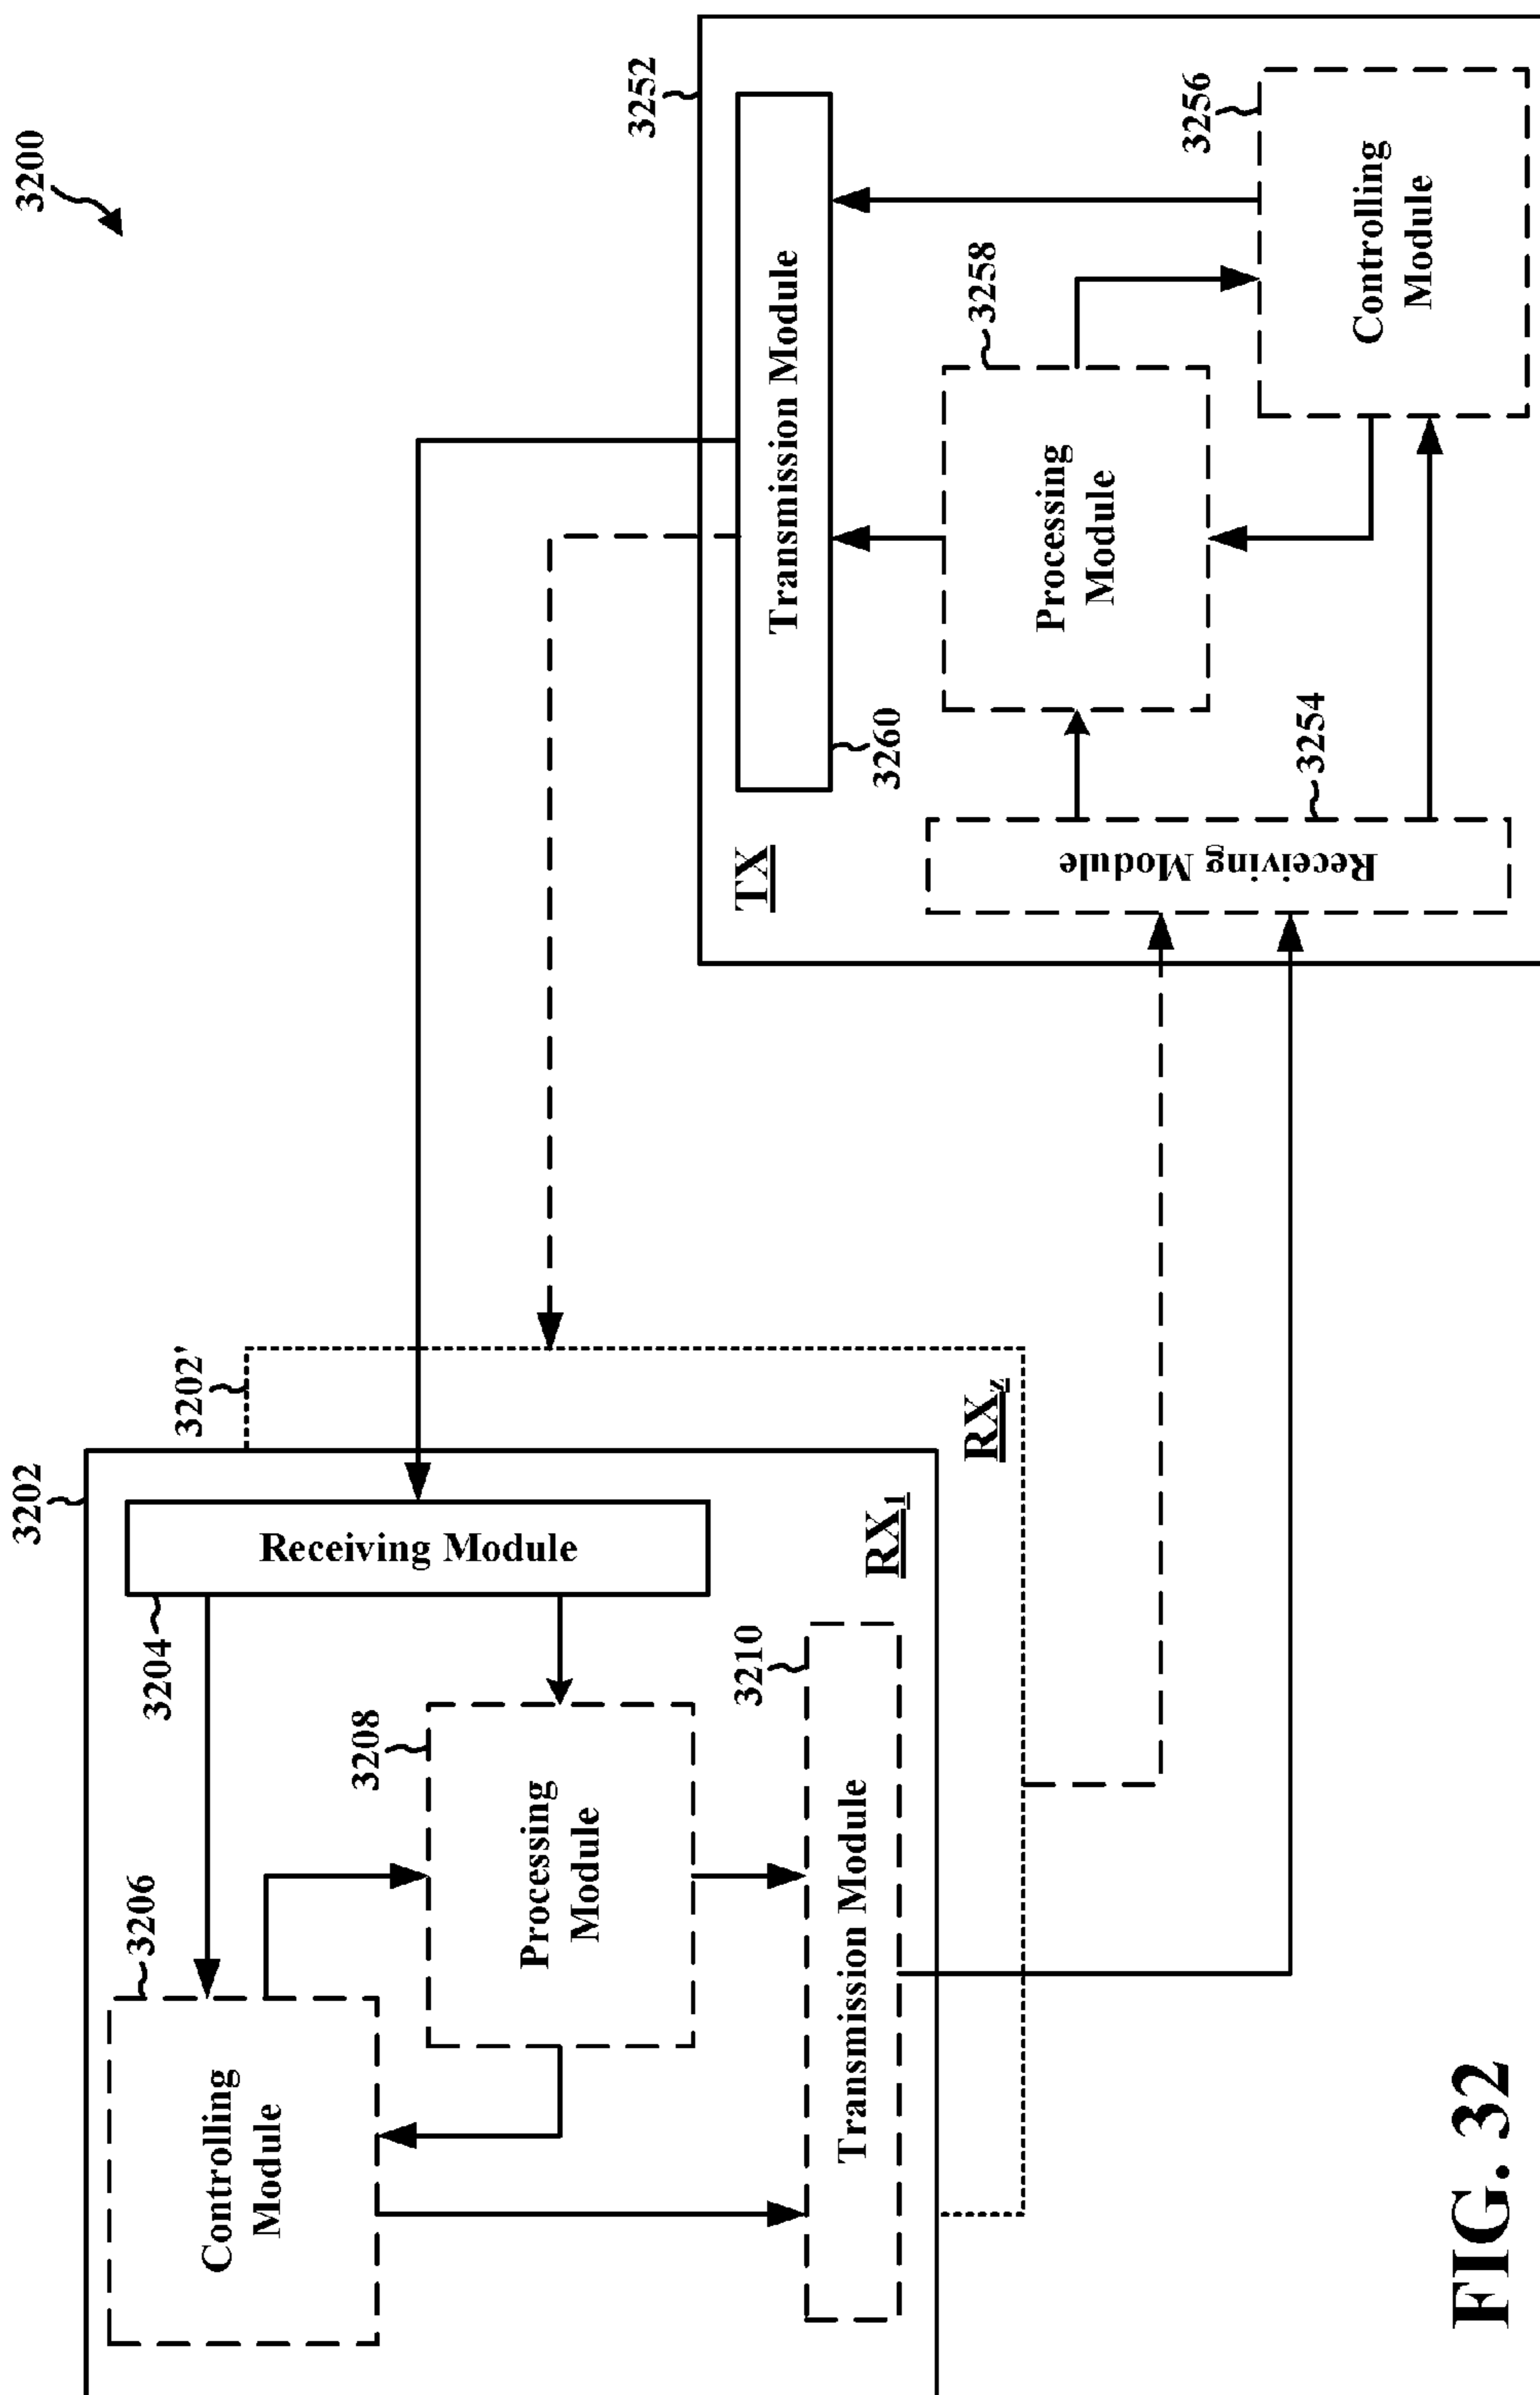 3200
3202
3202'
3204
Receiving Module
3206
Controlling
Module
3208
Processing
Module
3210
Transmission Module
RX1
RXz
3252
TX
3260
Transmission Module
3258
Processing
Module
3256
Controlling
Module
3254
Receiving Module
FIG. 32